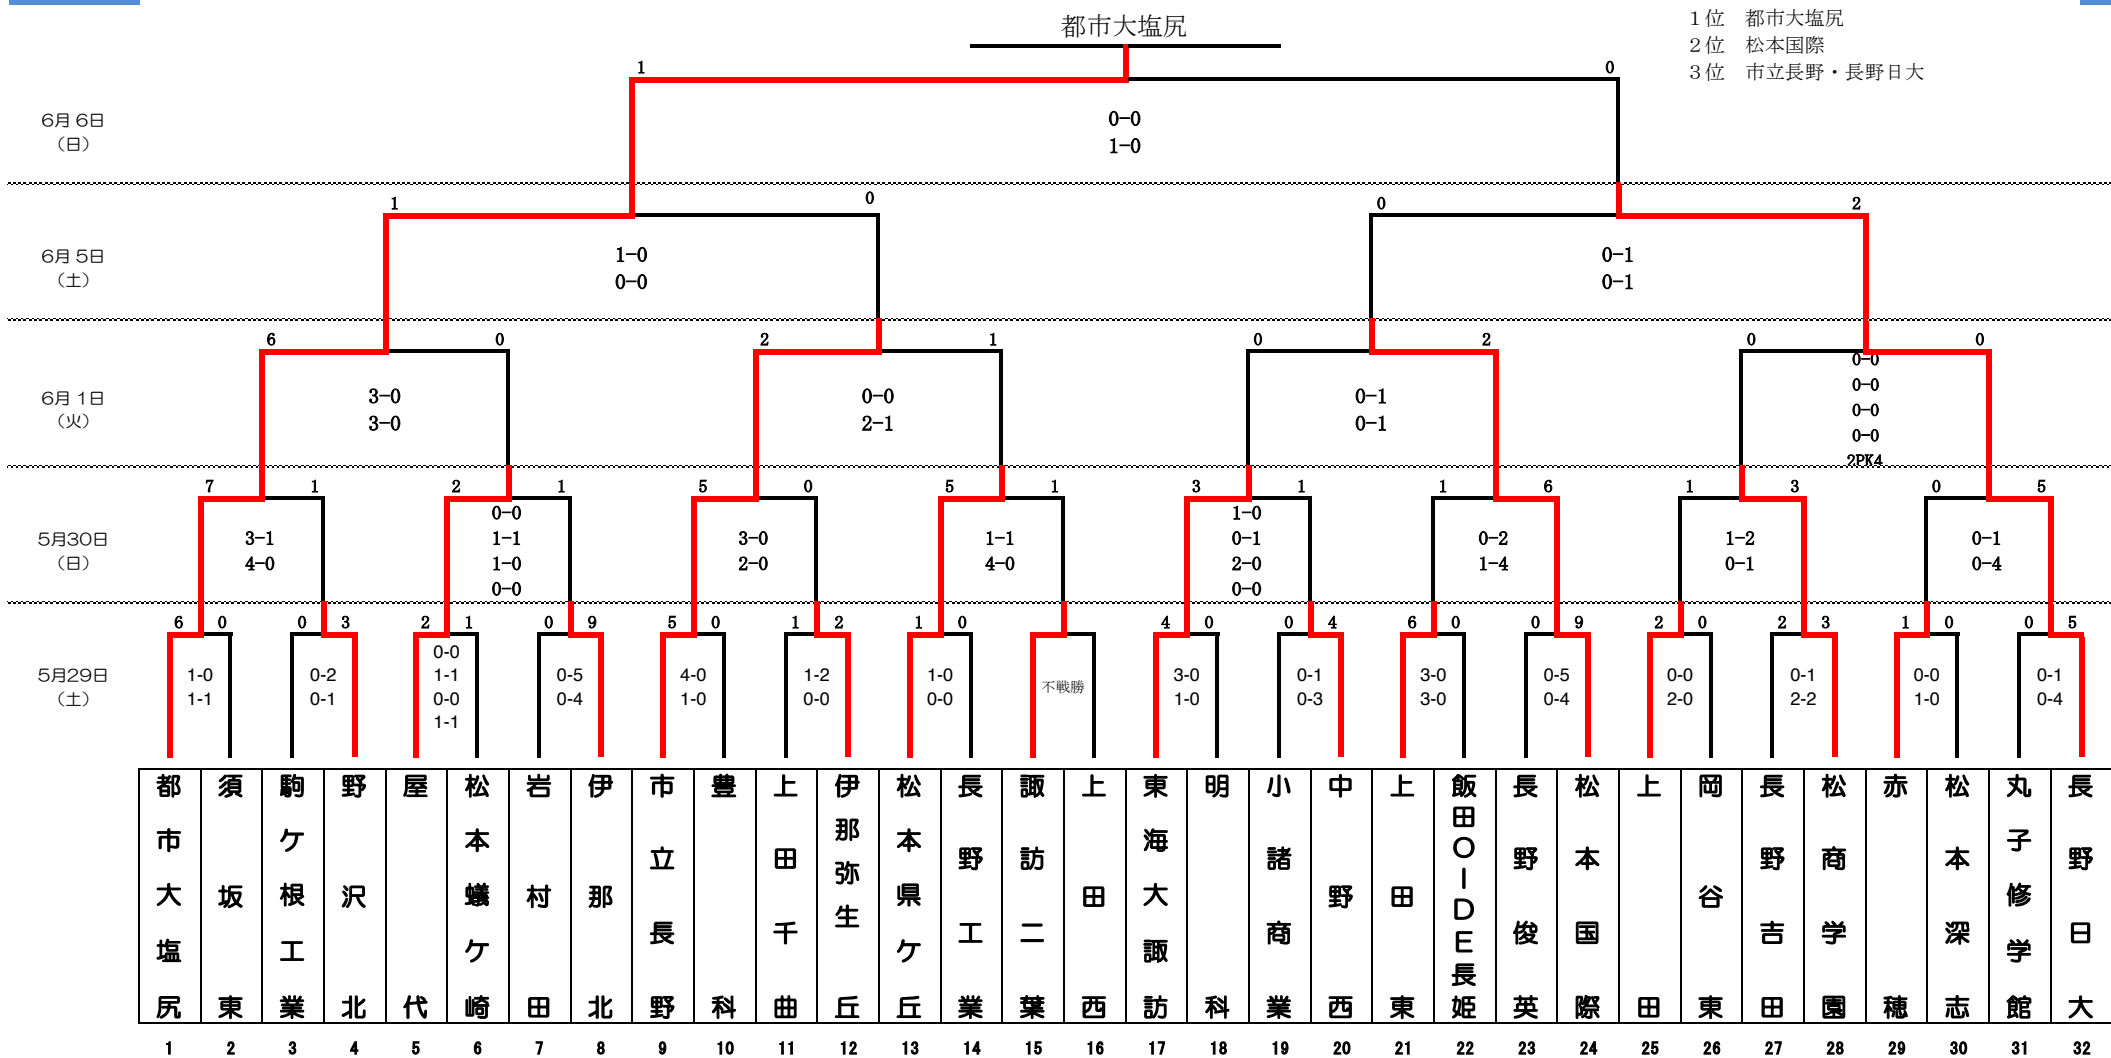 都市大塩尻
１位　都市大塩尻
２位　松本国際
３位　市立長野・長野日大
1 0
6月 6日
（日）
0-0
1-0
1 0 0 2
6月 5日
（土）
1-0 0-1
0-0 0-1
6 0 2 1 0 2 0 0
6月 1日
（火）
3-0 0-0 0-1 0-0
3-0 2-1 0-1 0-0
0-0
0-0
2PK4
7 1 2 1 5 0 5 1 3 1 1 6 1 3 0 5
5月30日
（日）
0-0 1-0
3-1 1-1 3-0 1-1 0-1 0-2 1-2 0-1
4-0 1-0 2-0 4-0 2-0 1-4 0-1 0-4
0-0 0-0
6 0 0 3 2 1 0 9 5 0 1 2 1 0 4 0 0 4 6 0 0 9 2 0 2 3 1 0 0 5
5月29日
（土）
0-0
1-0 0-2 1-1 0-5 4-0 1-2 1-0 不戦勝 3-0 0-1 3-0 0-5 0-0 0-1 0-0 0-1
1-1 0-1 0-0 0-4 1-0 0-0 0-0 1-0 0-3 3-0 0-4 2-0 2-2 1-0 0-4
1-1
都市大塩尻
須坂東
駒ケ根工業
野沢北
屋代
松本蟻ケ崎
岩村田
伊那北
市立長野
豊科
上田千曲
伊那弥生丘
松本県ケ丘
長野工業
諏訪二葉
上田西
東海大諏訪
明科
小諸商業
中野西
上田東
飯田OIDE長姫
長野俊英
松本国際
上田
岡谷東
長野吉田
松商学園
赤穂
松本深志
丸子修学館
長野日大
1 2 3 4 5 6 7 8 9 10 11 12 13 14 15 16 17 18 19 20 21 22 23 24 25 26 27 28 29 30 31 32